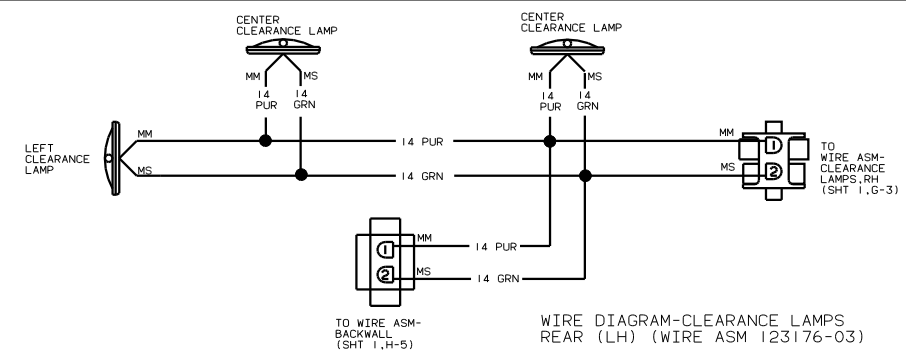 CENTER
CLEARANCE LAMP
CENTER
CLEARANCE LAMP
MM
MS
MM
MS
14
PUR
14
GRN
14
PUR
14
GRN
LEFT
CLEARANCE
LAMP
MM
14 PUR
MM
1
MS
14 GRN
MS
2
TO
WIRE ASM-
CLEARANCE
LAMPS,RH
(SHT 1,G-3)
1
MM
14 PUR
2
MS
14 GRN
TO WIRE ASM-
BACKWALL
(SHT 1,H-5)
WIRE DIAGRAM-CLEARANCE LAMPS
REAR (LH) (WIRE ASM 123176-03)